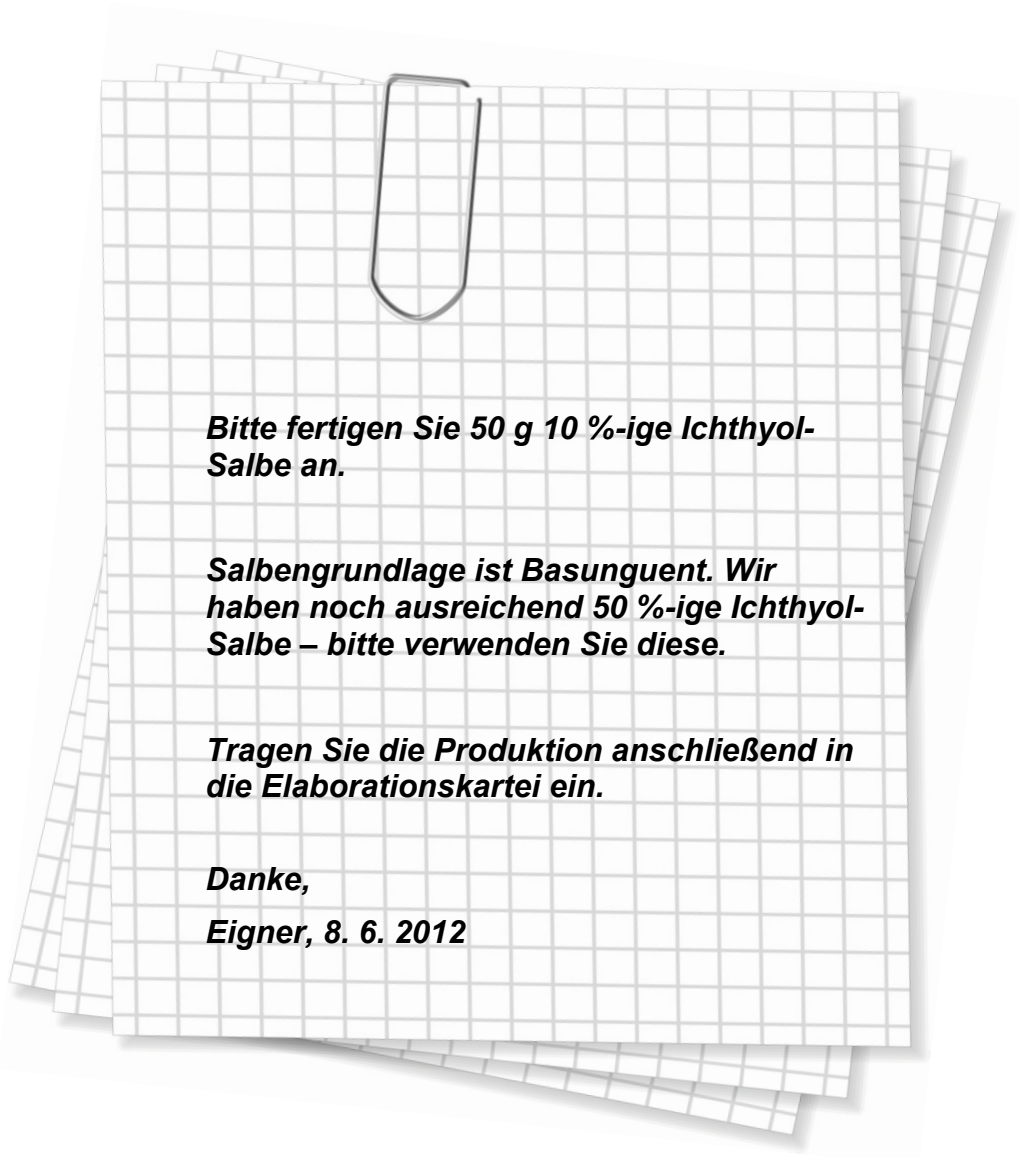 Bitte fertigen Sie 50 g 10 %-ige Ichthyol-
Salbe an.
Salbengrundlage ist Basunguent. Wir
haben noch ausreichend 50 %-ige Ichthyol-
Salbe – bitte verwenden Sie diese.
Tragen Sie die Produktion anschließend in
die Elaborationskartei ein.
Danke,
Eigner, 8. 6. 2012